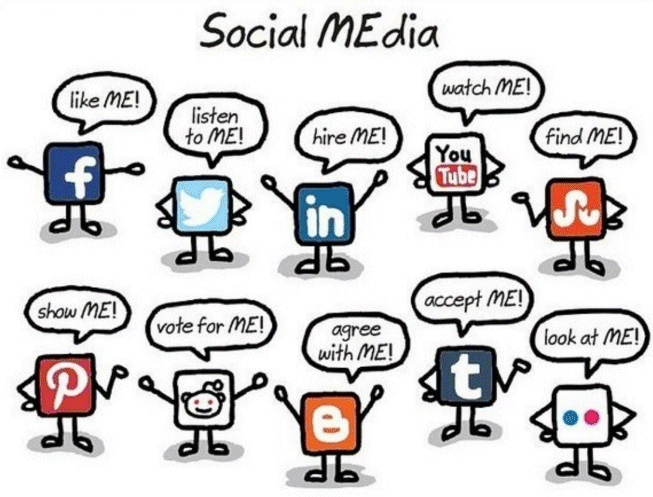 Social MEdia
like ME!
listen
to ME!
hire ME!
watch ME!
find ME!
f
in
You
Tube
show ME!
vote for ME!
agree
with ME!
accept ME!
look at ME!
P
B
t